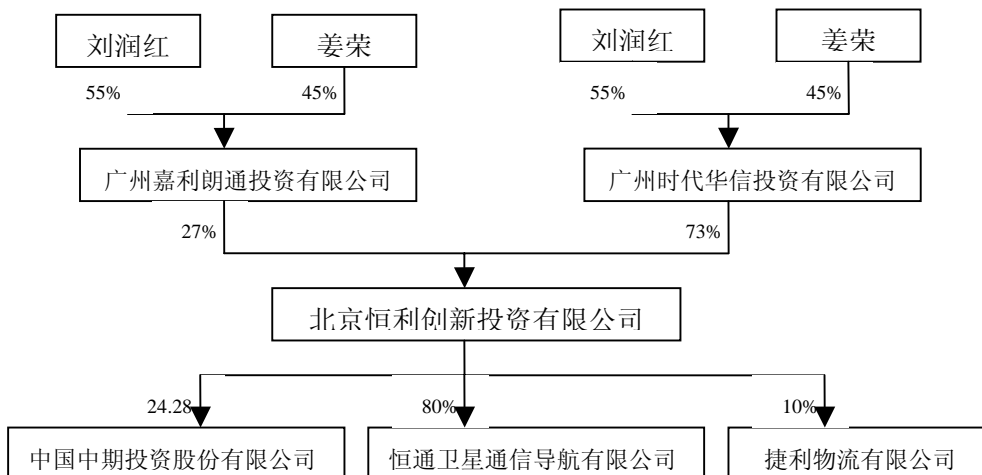 刘润红
姜荣
刘润红
姜荣
55%
45%
55%
45%
广州嘉利朗通投资有限公司
广州时代华信投资有限公司
27%
73%
北京恒利创新投资有限公司
24.28
80%
10%
中国中期投资股份有限公司
恒通卫星通信导航有限公司
捷利物流有限公司